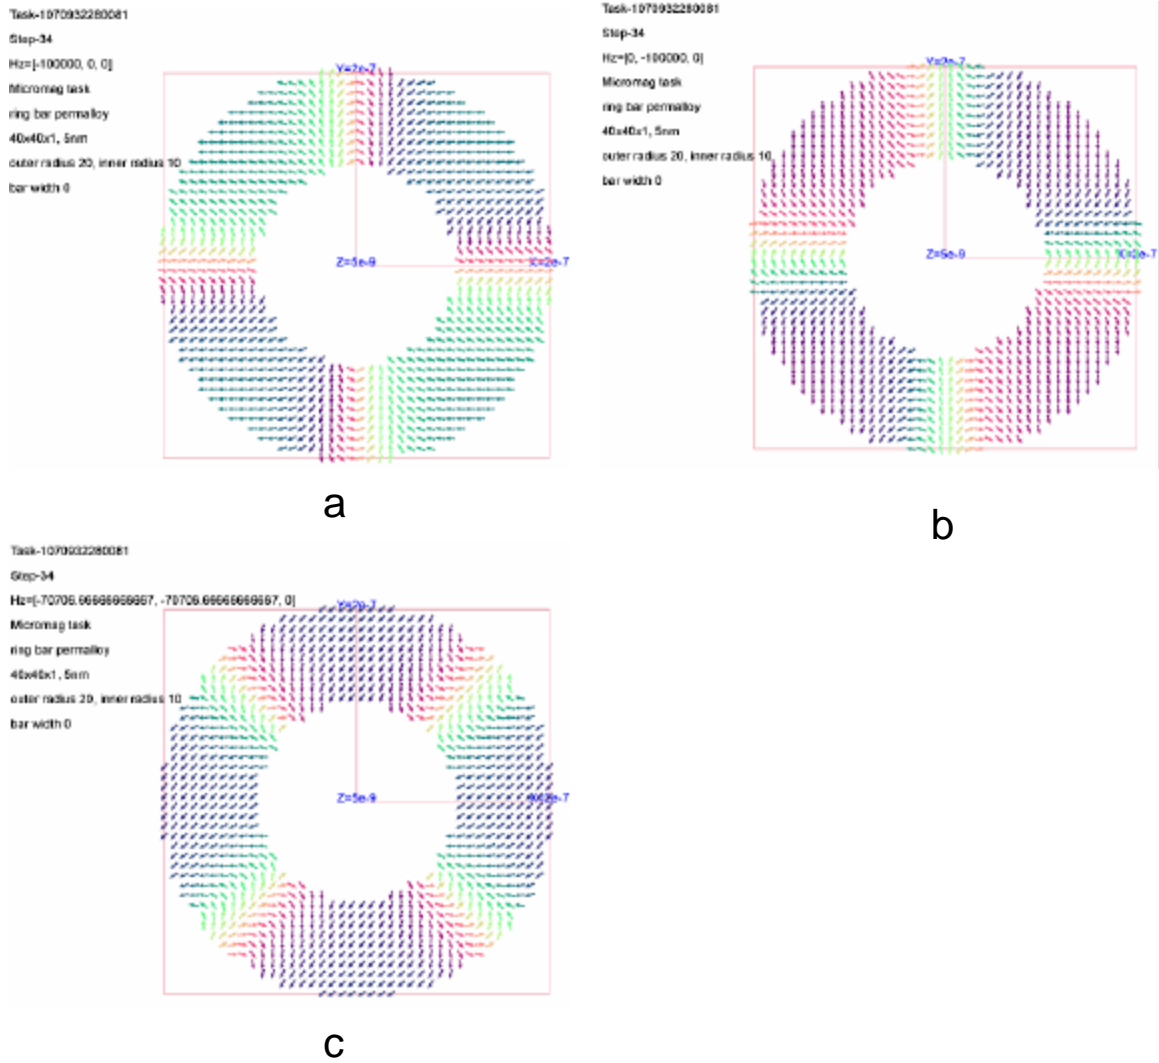 Task-1070932280081
Step-34
Hz=[-100000, 0, 0]
Micromag task
ring bar permalloy
40x40x1, 5nm
outer radius 20, inner radius 10
bar width 0
Y=2e-7
Z=5e-9
X=2e-7
a
Task-1070932280081
Step-34
Hz=[0, -100000, 0]
Micromag task
ring bar permalloy
40x40x1, 5nm
outer radius 20, inner radius 10
bar width 0
Y=2e-7
Z=5e-9
X=2e-7
b
Task-1070932280081
Step-34
Hz=[-70706.66666666667, -70706.66666666667, 0]
Micromag task
ring bar permalloy
40x40x1, 5nm
outer radius 20, inner radius 10
bar width 0
Y=2e-7
Z=5e-9
X=2e-7
c